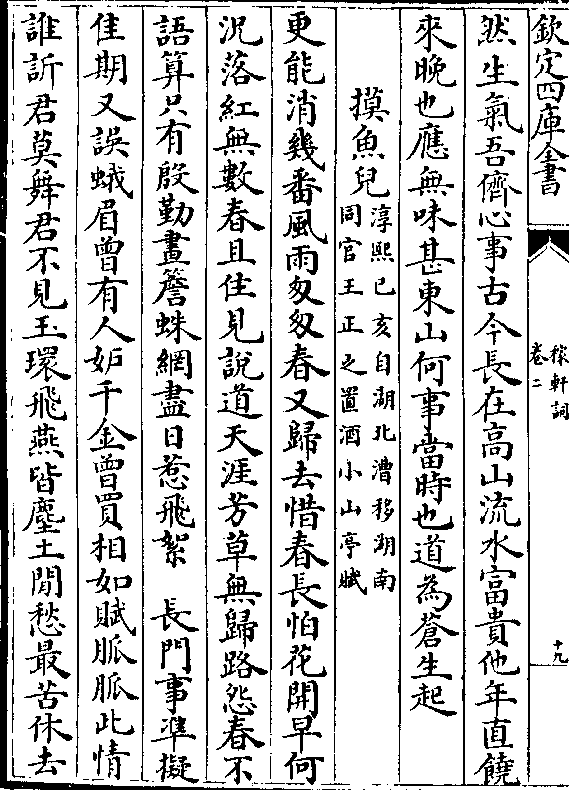 欽定四庫全書
稼軒詞
卷二
十九
然生氣吾儕心事古今長在高山流水富貴他年直饒
來晚也應無味甚東山何事當時也道為蒼生起
摸魚兒
淳熙已亥自湖北漕移湖南
同官王正之置酒小山亭賦
更能消幾番風雨匆匆春又歸去惜春長怕花開早何
況落紅無數春且住見說道天涯芳草無歸路怨春不
語算只有殷勤畫簷蛛網盡日惹飛絮　長門事準擬
佳期又誤蛾眉曾有人妒千金曾買相如賦脈脈此情
誰訴君莫舞君不見玉環飛燕皆塵土閒愁最苦休去